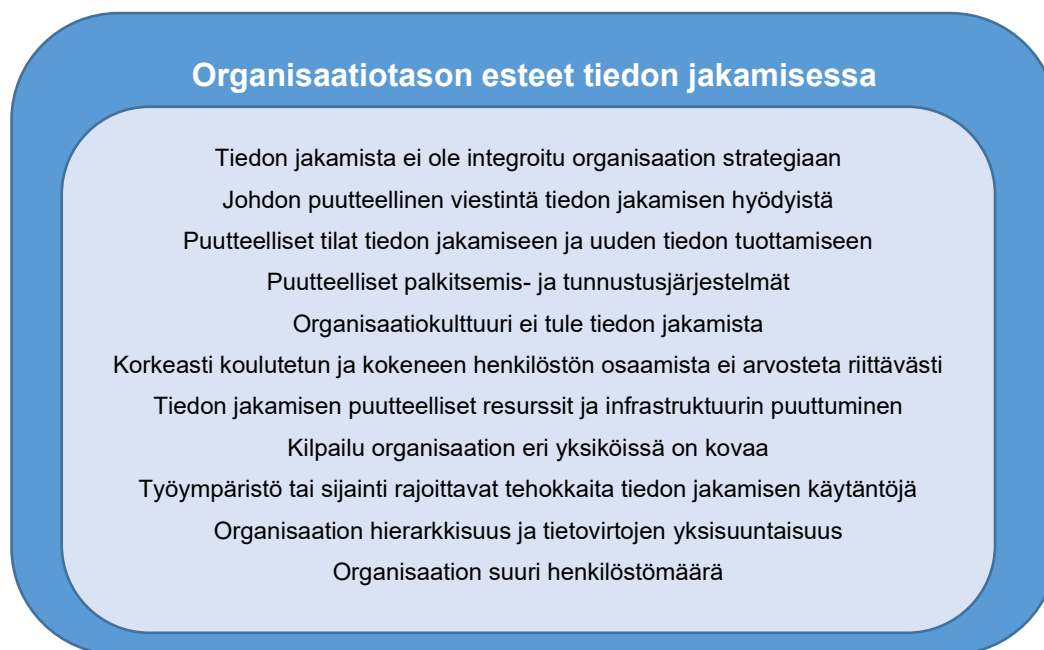 Organisaatiotason esteet tiedon jakamisessa
Tiedon jakamista ei ole integroitu organisaation strategiaan
Johdon puutteellinen viestintä tiedon jakamisen hyödyistä
Puutteelliset tilat tiedon jakamiseen ja uuden tiedon tuottamiseen
Puutteelliset palkitsemis- ja tunnustusjärjestelmät
Organisaatiokulttuuri ei tule tiedon jakamista
Korkeasti koulutetun ja kokeneen henkilöstön osaamista ei arvosteta riittävästi
Tiedon jakamisen puutteelliset resurssit ja infrastruktuurin puuttuminen
Kilpailu organisaation eri yksiköissä on kovaa
Työympäristö tai sijainti rajoittavat tehokkaita tiedon jakamisen käytäntöjä
Organisaation hierarkkisuus ja tietovirtojen yksisuuntaisuus
Organisaation suuri henkilöstömäärä